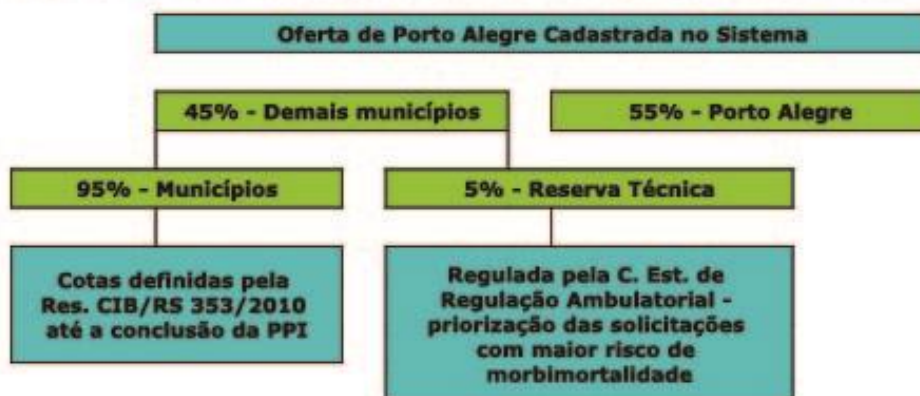 Oferta de Porto Alegre Cadastrada no Sistema
45% - Demais municípios
55% - Porto Alegre
95% - Municípios
5% - Reserva Técnica
Cotas definidas pela
Res. CIB/RS 353/2010
até a conclusão da PPI
Regulada pela C. Est. de
Regulação Ambulatorial -
priorização das solicitações
com maior risco de
morbimortalidade